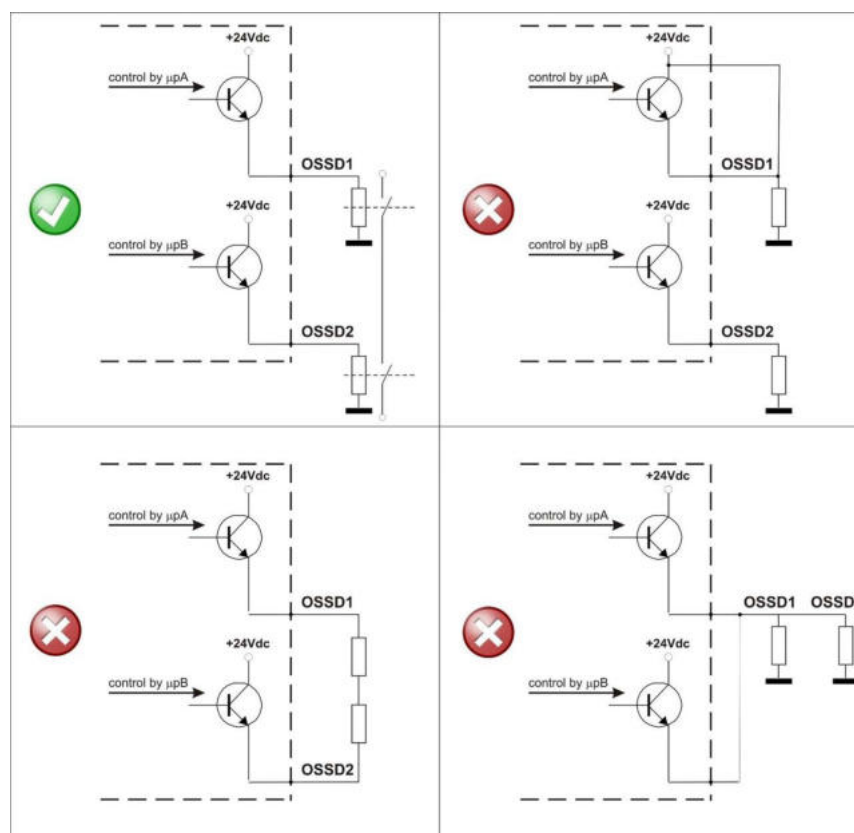 +24Vdc
control by µpA
OSSD1
+24Vdc
control by µpB
OSSD2
+24Vdc
control by µpA
OSSD1
+24Vdc
control by µpB
OSSD2
+24Vdc
control by µpA
OSSD1
+24Vdc
control by µpB
OSSD2
+24Vdc
control by µpA
OSSD1 OSSD
+24Vdc
control by µpB